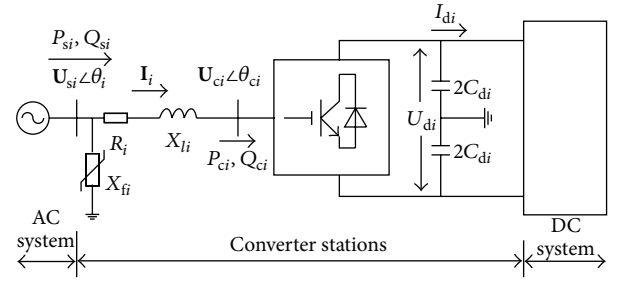 P_si, Q_si
U_si∠θ_i
I_i
U_ci∠θ_ci
I_di
R_i
X_li
P_ci, Q_ci
X_fi
U_di
2C_di
2C_di
AC
system
Converter stations
DC
system